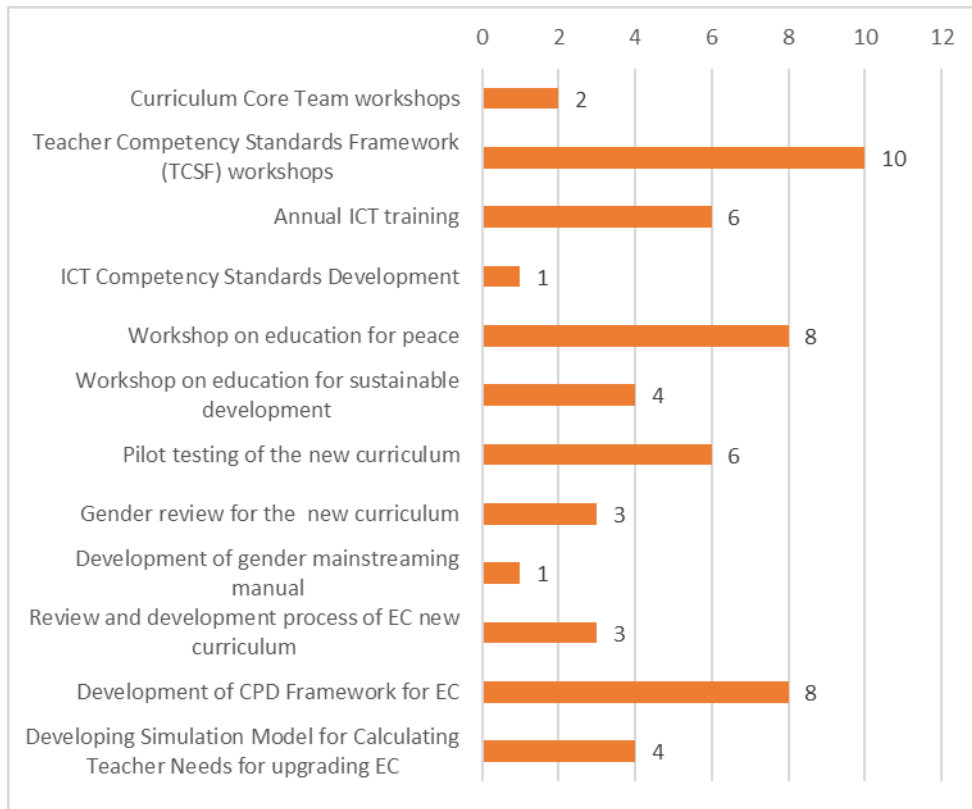 0 2 4 6 8 10 12
Curriculum Core Team workshops 2
Teacher Competency Standards Framework
(TCSF) workshops 10
Annual ICT training 6
ICT Competency Standards Development 1
Workshop on education for peace 8
Workshop on education for sustainable
development 4
Pilot testing of the new curriculum 6
Gender review for the  new curriculum 3
Development of gender mainstreaming
manual 1
Review and development process of EC new
curriculum 3
Development of CPD Framework for EC 8
Developing Simulation Model for Calculating
Teacher Needs for upgrading EC 4